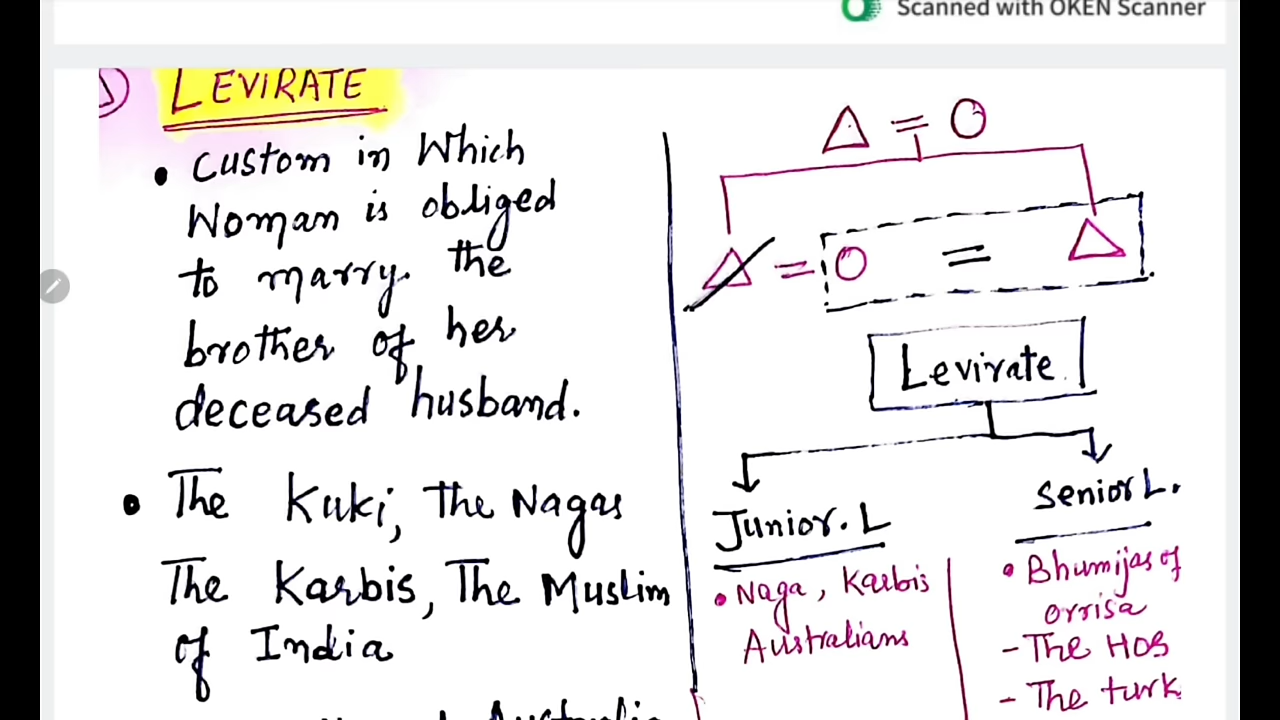 Scanned with OKEN Scanner
LEVIRATE
• Custom in Which
Woman is obliged
to marry. the
brother of her
deceased husband.
• The Kuki, The Nagas
The Karbis, The Muslim
of India
Levirate
Junior. L
• Naga, Karbis
Australians
Senior L.
• Bhumijas of
orrisa
- The HOS
- The turk